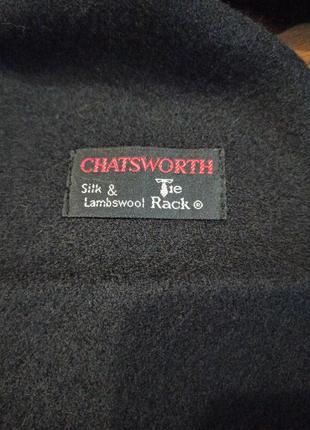 CHATSWORTH
Silk & Tie
Lambswool Rack ®